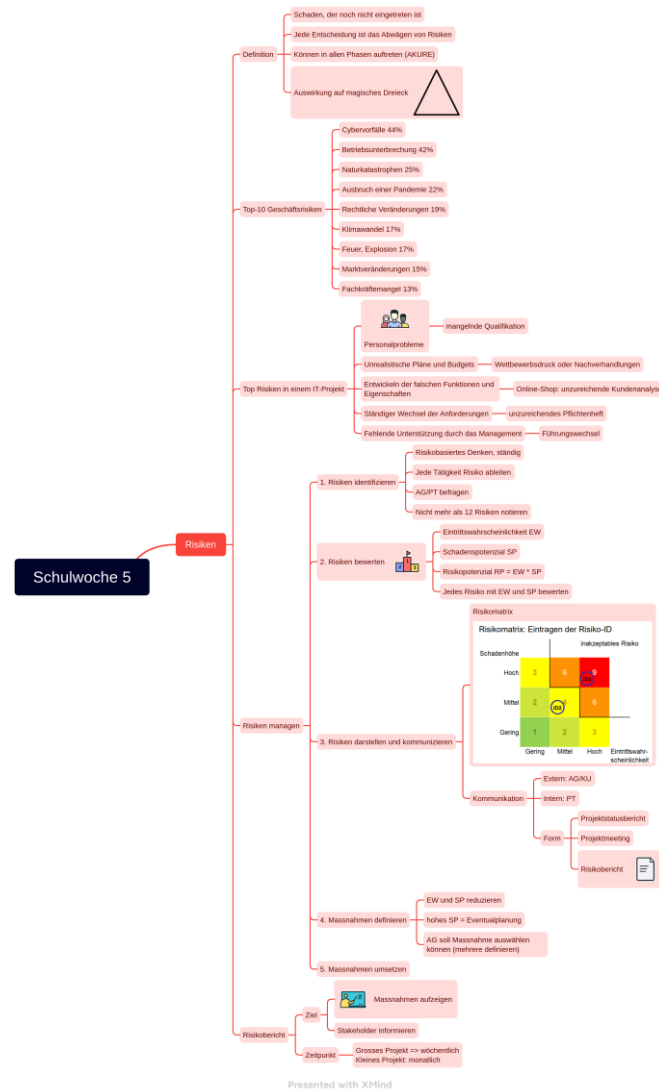 Schulwoche 5
Risiken
Definition
Schaden, der noch nicht eingetreten ist
Jede Entscheidung ist das Abwägen von Risiken
Können in allen Phasen auftreten (AKURE)
Auswirkung auf magisches Dreieck
Top-10 Geschäftsrisiken
Cybervorfälle 44%
Betriebsunterbrechung 42%
Naturkatastrophen 25%
Ausbruch einer Pandemie 22%
Rechtliche Veränderungen 19%
Klimawandel 17%
Feuer, Explosion 17%
Marktveränderungen 15%
Fachkräftemangel 13%
Top Risiken in einem IT-Projekt
Personalprobleme
mangelnde Qualifikation
Unrealistische Pläne und Budgets
Wettbewerbsdruck oder Nachverhandlungen
Entwickeln der falschen Funktionen und
Eigenschaften
Online-Shop: unzureichende Kundenanalyse
Ständiger Wechsel der Anforderungen
unzureichendes Pflichtenheft
Fehlende Unterstützung durch das Management
Führungswechsel
Risiken managen
1. Risiken identifizieren
Risikobasiertes Denken, ständig
Jede Tätigkeit Risiko ableiten
AG/PT befragen
Nicht mehr als 12 Risiken notieren
2. Risiken bewerten
2 1 3
Eintrittswahrscheinlichkeit EW
Schadenspotenzial SP
Risikopotenzial RP = EW * SP
Jedes Risiko mit EW und SP bewerten
3. Risiken darstellen und kommunizieren
Risikomatrix
Risikomatrix: Eintragen der Risiko-ID
inakzeptables Risiko
Schadenhöhe
Hoch 3 6 9
Mittel 2 4 6
ID2
Gering 1 2 3
Gering Mittel Hoch
Eintrittswahr-
scheinlichkeit
Kommunikation
Extern: AG/KU
Intern: PT
Form
Projektstatusbericht
Projektmeeting
Risikobericht
4. Massnahmen definieren
EW und SP reduzieren
hohes SP = Eventualplanung
AG soll Massnahme auswählen
können (mehrere definieren)
5. Massnahmen umsetzen
Risikobericht
Ziel
Massnahmen aufzeigen
Stakeholder informieren
Zeitpunkt
Grosses Projekt => wöchentlich
Kleines Projekt: monatlich
Presented with XMind